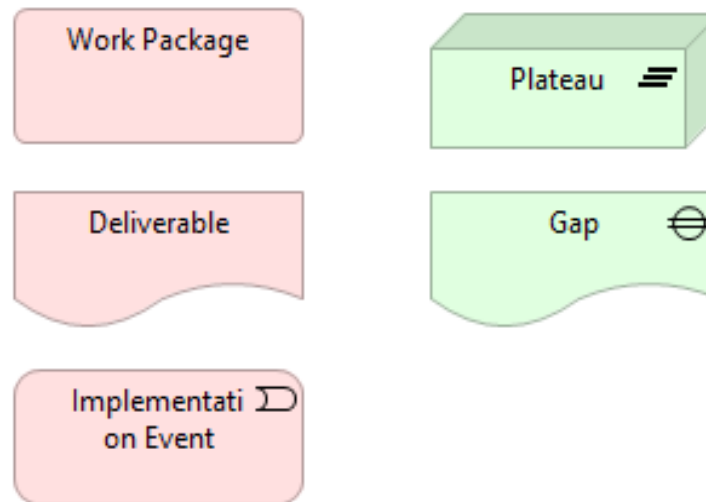 Work Package
Plateau
Deliverable
Gap
Implementati
on Event